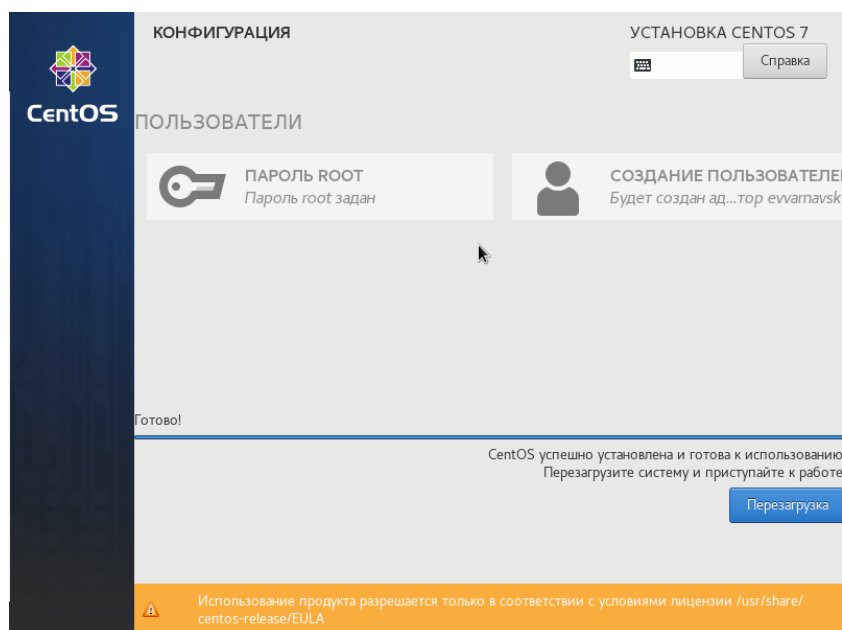 КОНФИГУРАЦИЯ
УСТАНОВКА CENTOS 7
Справка
CentOS
ПОЛЬЗОВАТЕЛИ
ПАРОЛЬ ROOT
Пароль root задан
СОЗДАНИЕ ПОЛЬЗОВАТЕЛЕ
Будет создан ад...тор evvarnavsk
Готово!
CentOS успешно установлена и готова к использованию
Перезагрузите систему и приступайте к работе
Перезагрузка
Использование продукта разрешается только в соответствии с условиями лицензии /usr/share/
centos-release/EULA